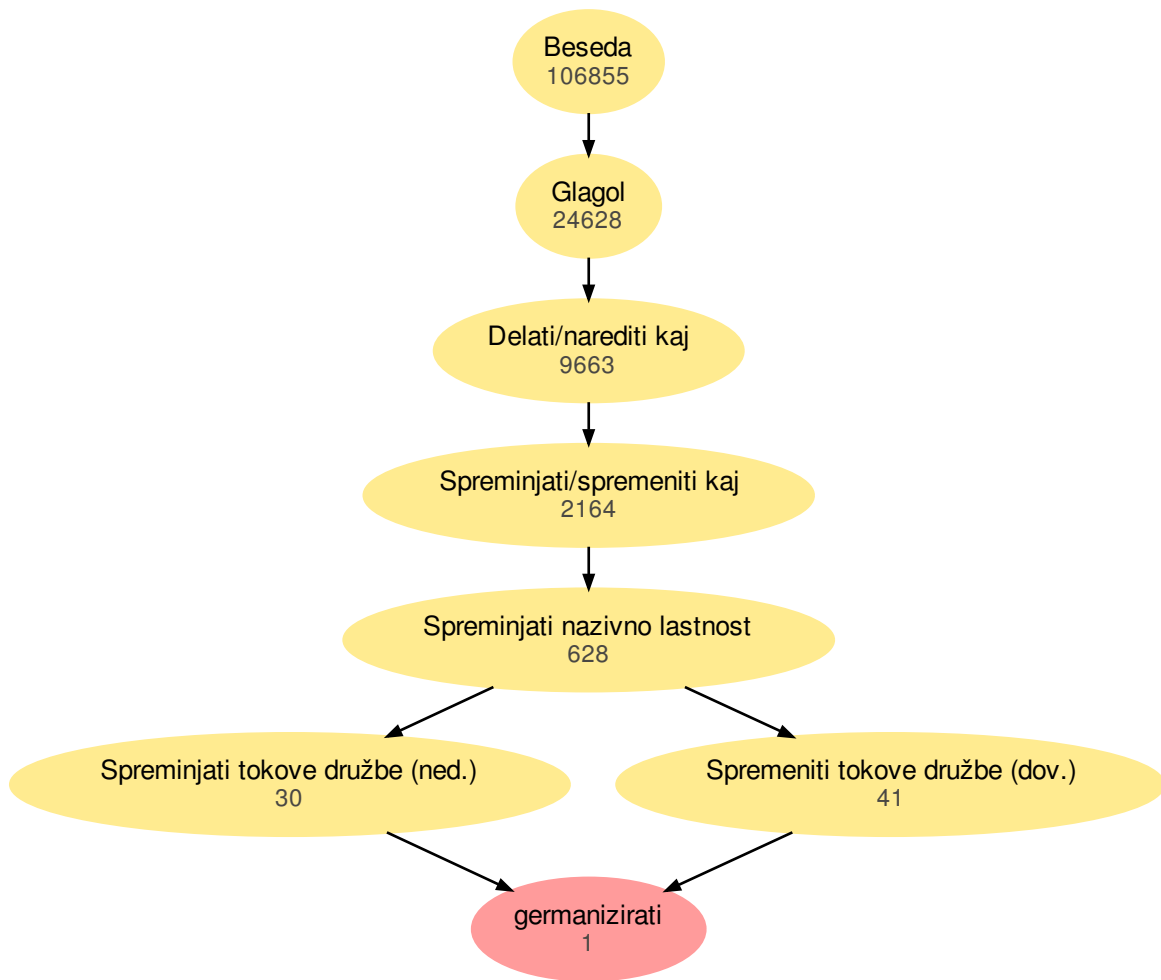 Beseda
106855
Glagol
24628
Delati/narediti kaj
9663
Spreminjati/spremeniti kaj
2164
Spreminjati nazivno lastnost
628
Spreminjati tokove družbe (ned.)
30
Spremeniti tokove družbe (dov.)
41
germanizirati
1